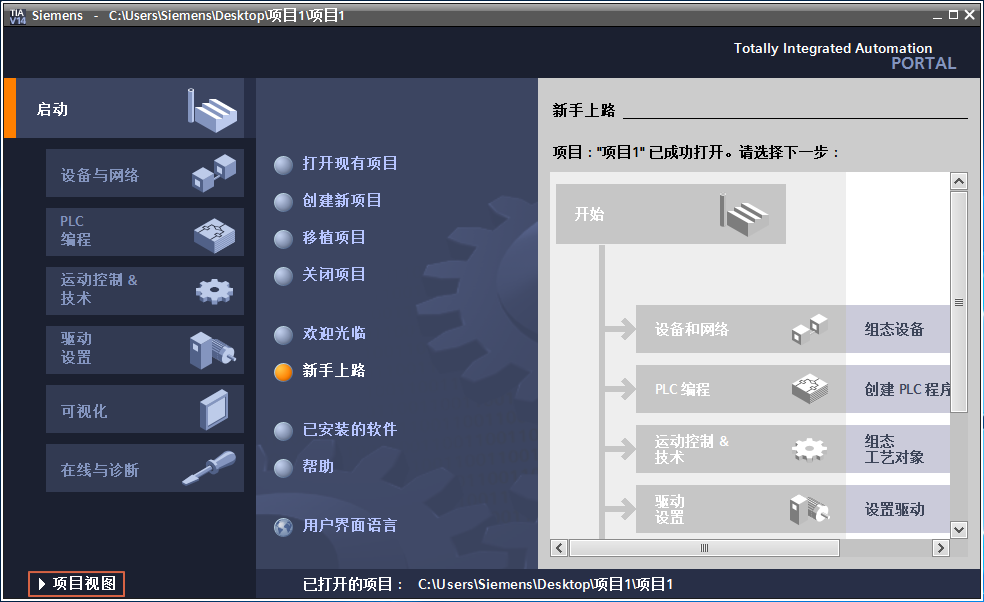 TIA
V14
Siemens - C:\Users\Siemens\Desktop\项目1\项目1
Totally Integrated Automation
PORTAL
启动
设备与网络
PLC
编程
运动控制 &
技术
驱动
设置
可视化
在线与诊断
项目视图
打开现有项目
创建新项目
移植项目
关闭项目
欢迎光临
新手上路
已安装的软件
帮助
用户界面语言
新手上路
项目："项目1" 已成功打开。请选择下一步：
开始
设备和网络
组态设备
PLC 编程
创建 PLC 程序
运动控制 &
技术
组态
工艺对象
驱动
设置
设置驱动
已打开的项目： C:\Users\Siemens\Desktop\项目1\项目1